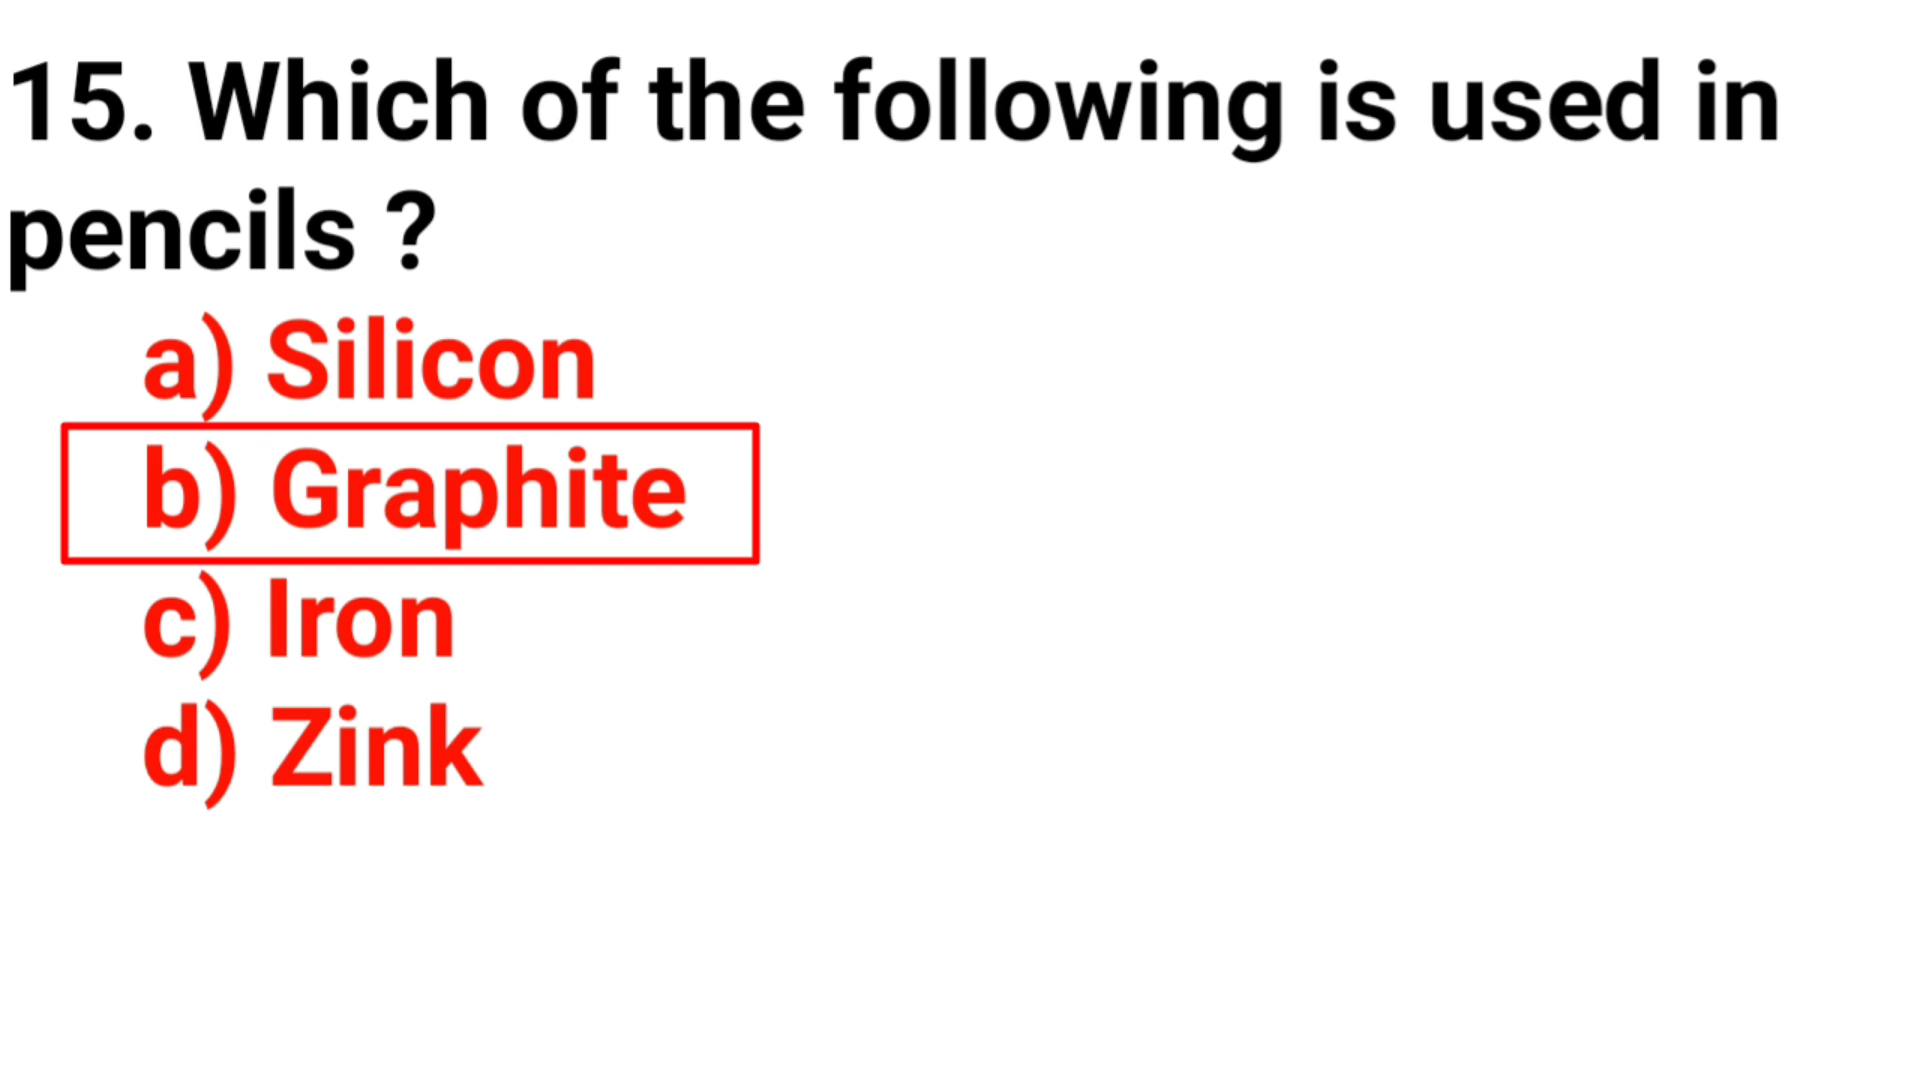 15. Which of the following is used in
pencils ?
a) Silicon
b) Graphite
c) Iron
d) Zink